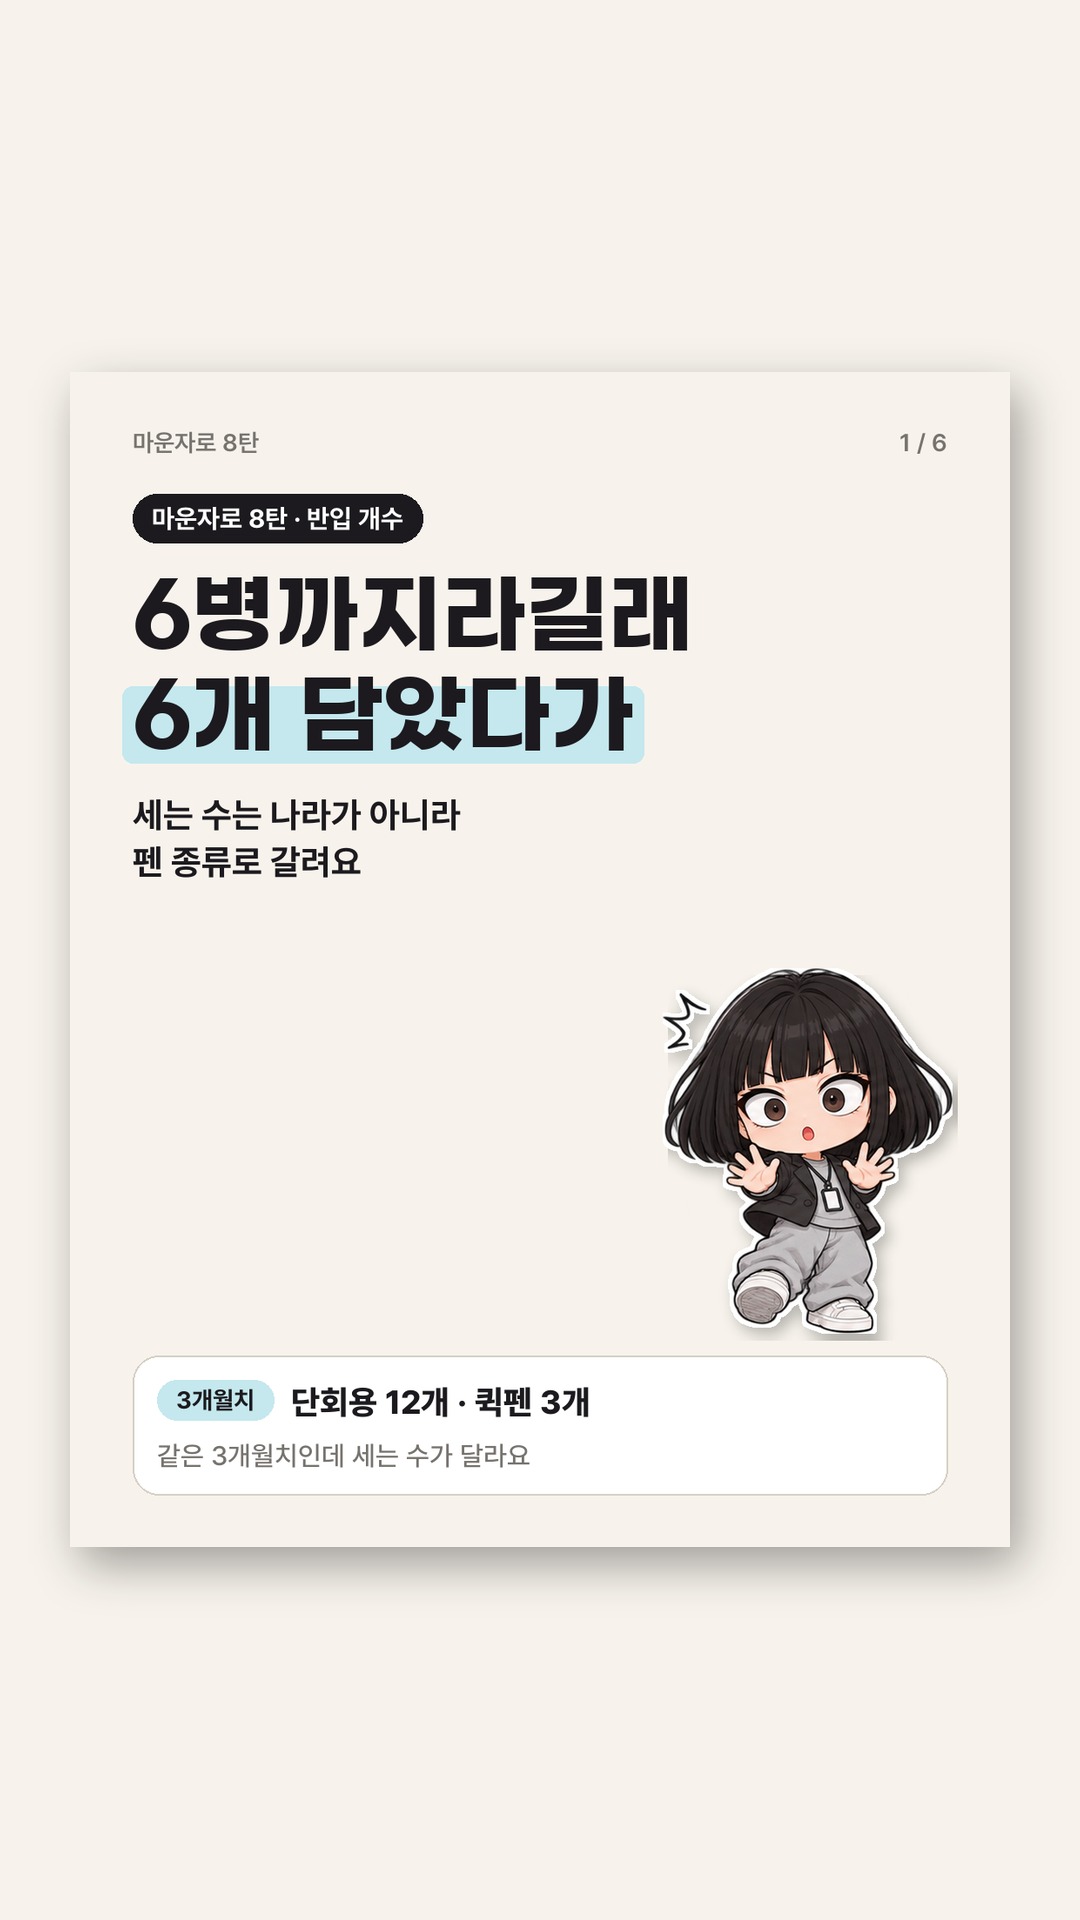 마운자로 8탄
1 / 6
마운자로 8탄 · 반입 개수
6병까지라길래
6개 담았다가
세는 수는 나라가 아니라
펜 종류로 갈려요
3개월치
단회용 12개 · 퀵펜 3개
같은 3개월치인데 세는 수가 달라요